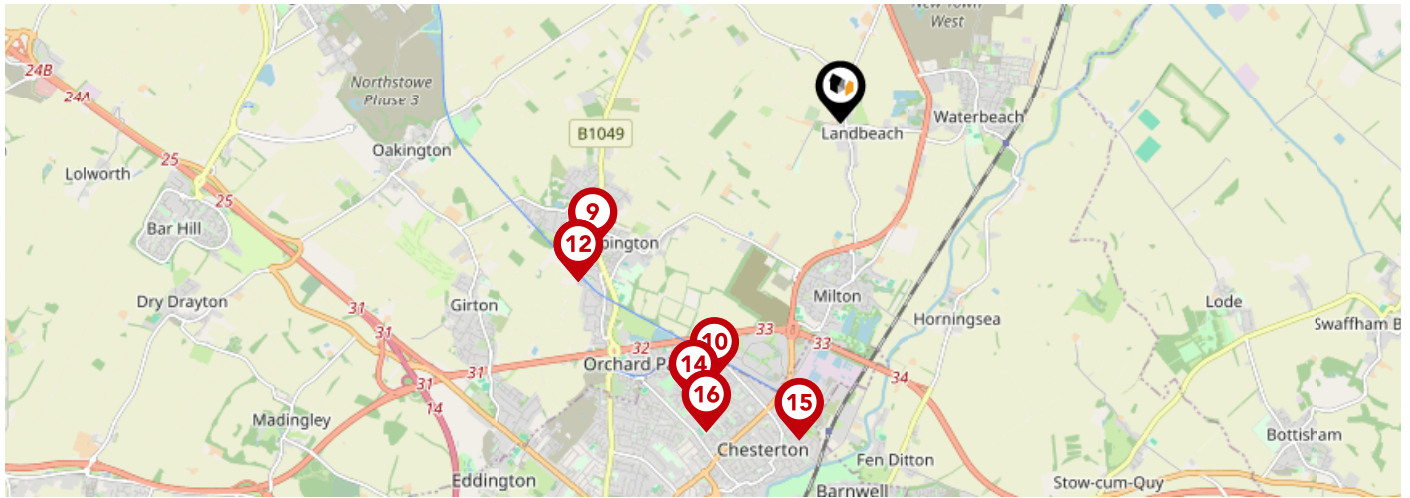 New Town
West
24B
24A
Northstowe
Phase 3
B1049
Landbeach
Waterbeach
Oakington
Lolworth
25
25
9
12
Bar Hill
Dry Drayton
31
31
Girton
Milton
Lode
Horningsea
Swaffham B
33
33
32
10
Orchard P
14
34
31
31
16
15
14
Madingley
Chesterton
Bottisham
Fen Ditton
Eddington
Stow-cum-Quy
Barnwell